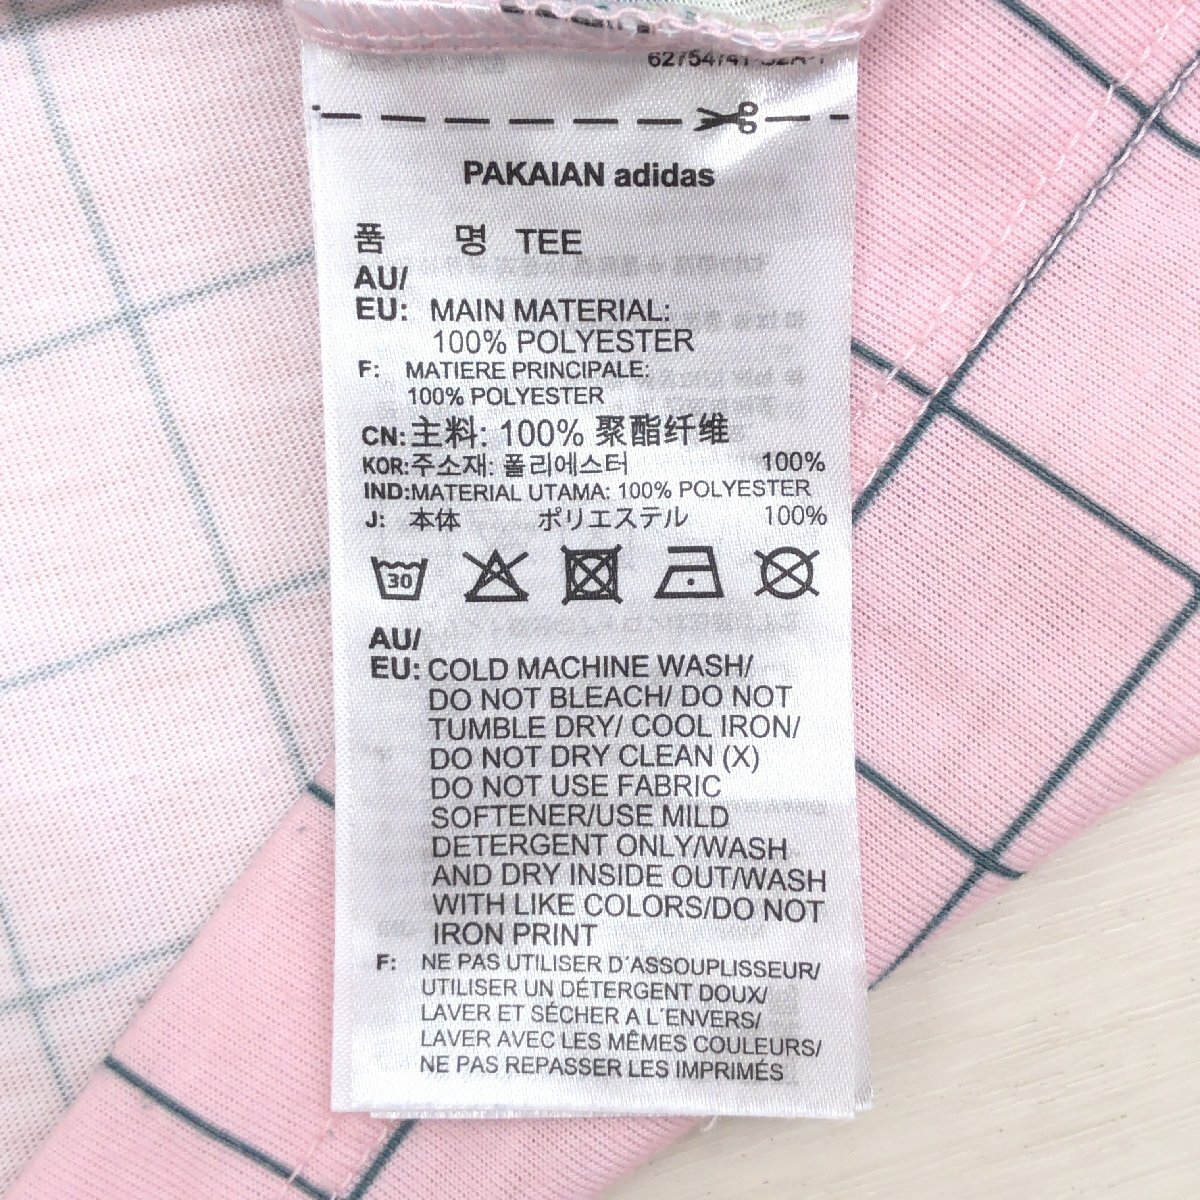 PAKAIAN adidas
품 명 TEE
AU/
EU: MAIN MATERIAL:
100% POLYESTER
F: MATIERE PRINCIPALE:
100% POLYESTER
CN: 主料: 100% 聚酯纤维
KOR: 주소재: 폴리에스터 100%
IND: MATERIAL UTAMA: 100% POLYESTER
J: 本体 ポリエステル 100%
30
AU/
EU: COLD MACHINE WASH/
DO NOT BLEACH/ DO NOT
TUMBLE DRY/ COOL IRON/
DO NOT DRY CLEAN (X)
DO NOT USE FABRIC
SOFTENER/USE MILD
DETERGENT ONLY/WASH
AND DRY INSIDE OUT/WASH
WITH LIKE COLORS/DO NOT
IRON PRINT
F: NE PAS UTILISER D´ASSOUPLISSEUR/
UTILISER UN DÉTERGENT DOUX/
LAVER ET SÉCHER A L´ENVERS/
LAVER AVEC LES MÊMES COULEURS/
NE PAS REPASSER LES IMPRIMÉS